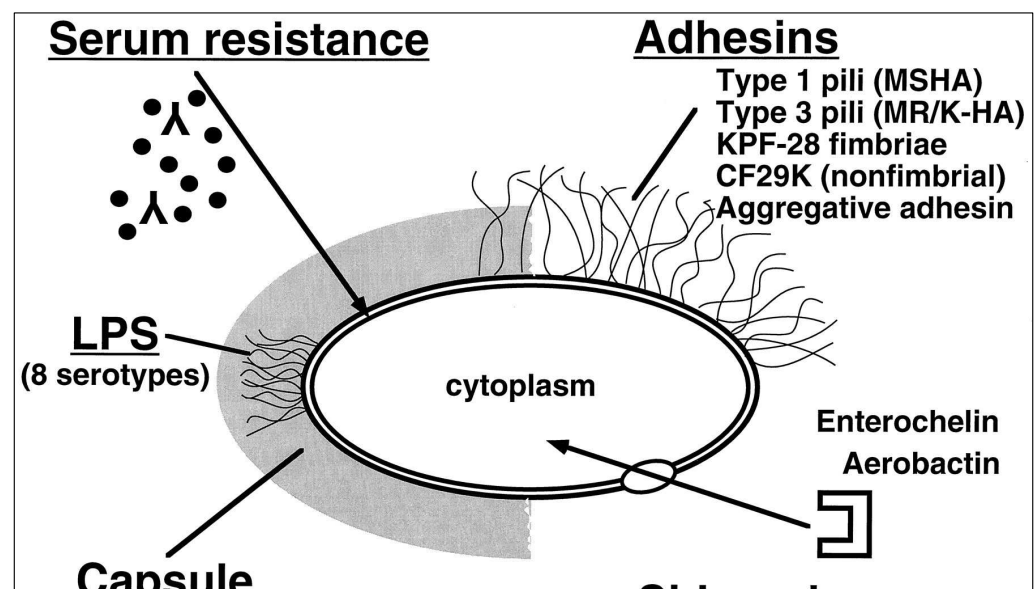 Serum resistance
Adhesins
Type 1 pili (MSHA)
Type 3 pili (MR/K-HA)
KPF-28 fimbriae
CF29K (nonfimbrial)
Aggregative adhesin
LPS
(8 serotypes)
cytoplasm
Enterochelin
Aerobactin
Capsule